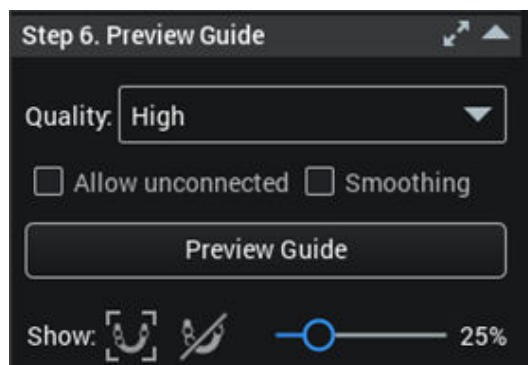 Step 6. Preview Guide
Quality: High
Allow unconnected Smoothing
Preview Guide
Show: 25%